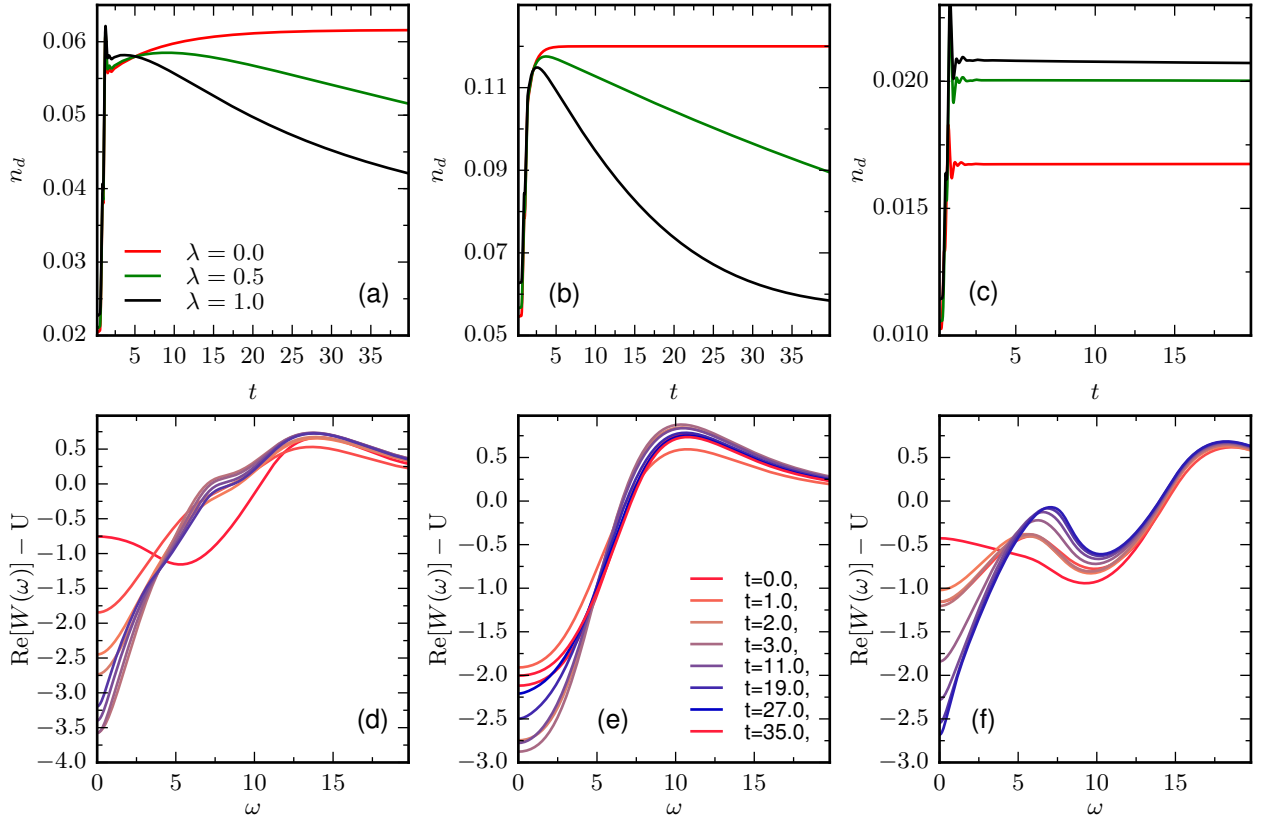 n_d
0.06
0.05
0.04
0.03
0.02
λ = 0.0
λ = 0.5
λ = 1.0
(a)
5 10 15 20 25 30 35
t
n_d
0.11
0.09
0.07
0.05
(b)
5 10 15 20 25 30 35
t
n_d
0.020
0.015
0.010
(c)
5 10 15
t
Re[W(ω)] − U
0.5
0.0
−0.5
−1.0
−1.5
−2.0
−2.5
−3.0
−3.5
−4.0
(d)
0 5 10 15
ω
Re[W(ω)] − U
0.5
0.0
−0.5
−1.0
−1.5
−2.0
−2.5
−3.0
t=0.0,
t=1.0,
t=2.0,
t=3.0,
t=11.0,
t=19.0,
t=27.0,
t=35.0,
(e)
0 5 10 15
ω
Re[W(ω)] − U
0.5
0.0
−0.5
−1.0
−1.5
−2.0
−2.5
−3.0
(f)
0 5 10 15
ω